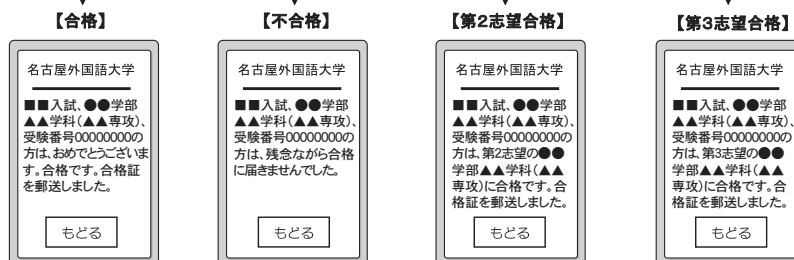 【合格】
名古屋外国語大学
■■入試、●●学部
▲▲学科(▲▲専攻)、
受験番号00000000の
方は、おめでとうございま
す。合格です。合格証
を郵送しました。
もどる
【不合格】
名古屋外国語大学
■■入試、●●学部
▲▲学科(▲▲専攻)、
受験番号00000000の
方は、残念ながら合格
に届きませんでした。
もどる
【第2志望合格】
名古屋外国語大学
■■入試、●●学部
▲▲学科(▲▲専攻)、
受験番号00000000の
方は、第2志望の●●
学部▲▲学科(▲▲
専攻)に合格です。合
格証を郵送しました。
もどる
【第3志望合格】
名古屋外国語大学
■■入試、●●学部
▲▲学科(▲▲専攻)、
受験番号00000000の
方は、第3志望の●●
学部▲▲学科(▲▲
専攻)に合格です。合
格証を郵送しました。
もどる